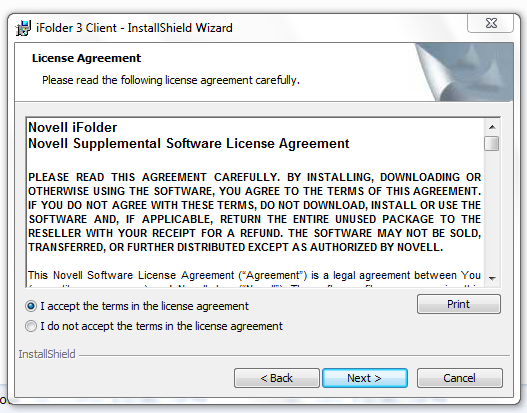 iFolder 3 Client - InstallShield Wizard
License Agreement
Please read the following license agreement carefully.
Novell iFolder
Novell Supplemental Software License Agreement
PLEASE READ THIS AGREEMENT CAREFULLY. BY INSTALLING, DOWNLOADING OR
OTHERWISE USING THE SOFTWARE, YOU AGREE TO THE TERMS OF THIS AGREEMENT.
IF YOU DO NOT AGREE WITH THESE TERMS, DO NOT DOWNLOAD, INSTALL OR USE THE
SOFTWARE AND, IF APPLICABLE, RETURN THE ENTIRE UNUSED PACKAGE TO THE
RESELLER WITH YOUR RECEIPT FOR A REFUND. THE SOFTWARE MAY NOT BE SOLD,
TRANSFERRED, OR FURTHER DISTRIBUTED EXCEPT AS AUTHORIZED BY NOVELL.
This Novell Software License Agreement ("Agreement") is a legal agreement between You
I accept the terms in the license agreement
Print
I do not accept the terms in the license agreement
InstallShield
< Back
Next >
Cancel